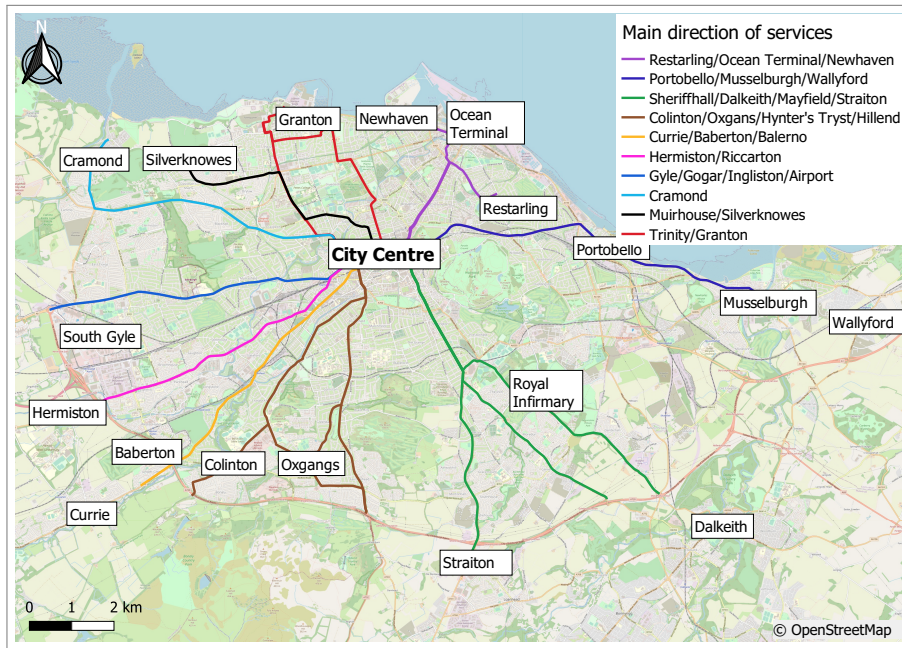 N
Main direction of services
Restarling/Ocean Terminal/Newhaven
Portobello/Musselburgh/Wallyford
Sheriffhall/Dalkeith/Mayfield/Straiton
Colinton/Oxgans/Hynter's Tryst/Hillend
Currie/Baberton/Balerno
Hermiston/Riccarton
Gyle/Gogar/Ingliston/Airport
Cramond
Muirhouse/Silverknowes
Trinity/Granton
Granton
Newhaven
Ocean
Terminal
Cramond
Silverknowes
Restarling
City Centre
Portobello
Musselburgh
Wallyford
South Gyle
Hermiston
Royal
Infirmary
Baberton
Colinton
Oxgangs
Currie
Dalkeith
Straiton
0 1 2 km
© OpenStreetMap